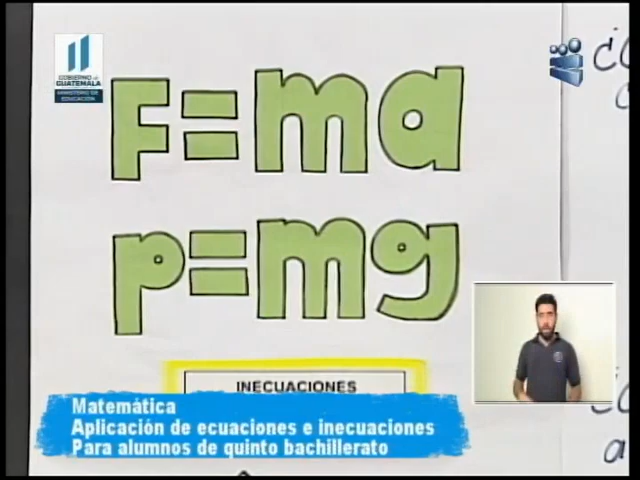 GOBIERNO de
GUATEMALA
MINISTERIO DE
EDUCACIÓN
F=ma
p=mg
INECUACIONES
Matemática
Aplicación de ecuaciones e inecuaciones
Para alumnos de quinto bachillerato